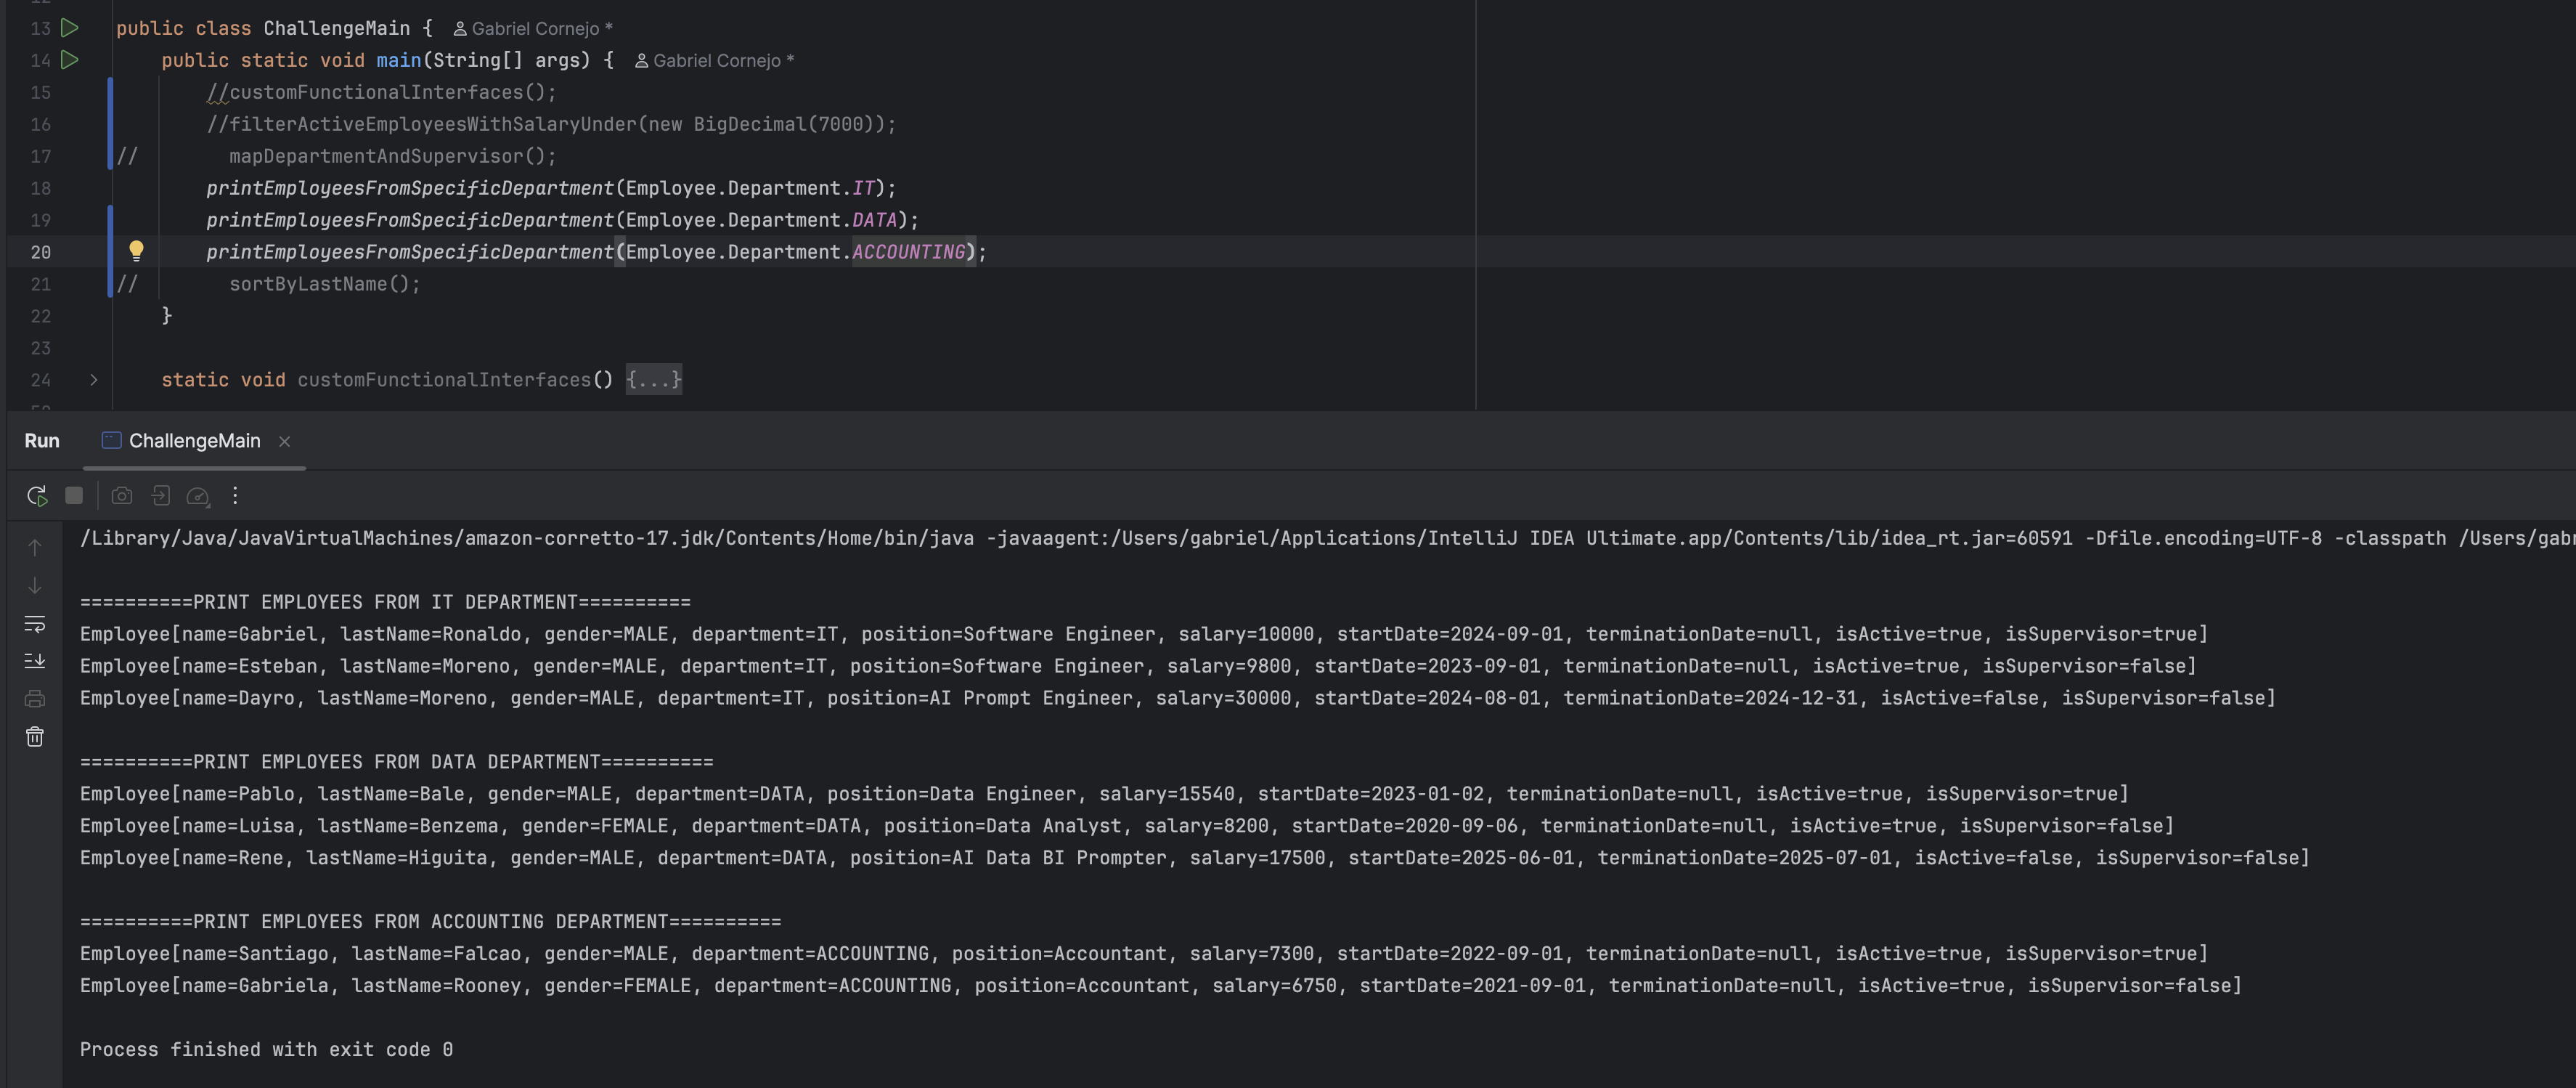 13 public class ChallengeMain { Gabriel Cornejo *
14 public static void main(String[] args) { Gabriel Cornejo *
15 //customFunctionalInterfaces();
16 //filterActiveEmployeesWithSalaryUnder(new BigDecimal(7000));
17 // mapDepartmentAndSupervisor();
18 printEmployeesFromSpecificDepartment(Employee.Department.IT);
19 printEmployeesFromSpecificDepartment(Employee.Department.DATA);
20 printEmployeesFromSpecificDepartment(Employee.Department.ACCOUNTING);
21 // sortByLastName();
22 }
23
24 static void customFunctionalInterfaces() {...}
Run ChallengeMain
/Library/Java/JavaVirtualMachines/amazon-corretto-17.jdk/Contents/Home/bin/java -javaagent:/Users/gabriel/Applications/IntelliJ IDEA Ultimate.app/Contents/lib/idea_rt.jar=60591 -Dfile.encoding=UTF-8 -classpath /Users/gab
==========PRINT EMPLOYEES FROM IT DEPARTMENT==========
Employee[name=Gabriel, lastName=Ronaldo, gender=MALE, department=IT, position=Software Engineer, salary=10000, startDate=2024-09-01, terminationDate=null, isActive=true, isSupervisor=true]
Employee[name=Esteban, lastName=Moreno, gender=MALE, department=IT, position=Software Engineer, salary=9800, startDate=2023-09-01, terminationDate=null, isActive=true, isSupervisor=false]
Employee[name=Dayro, lastName=Moreno, gender=MALE, department=IT, position=AI Prompt Engineer, salary=30000, startDate=2024-08-01, terminationDate=2024-12-31, isActive=false, isSupervisor=false]
==========PRINT EMPLOYEES FROM DATA DEPARTMENT==========
Employee[name=Pablo, lastName=Bale, gender=MALE, department=DATA, position=Data Engineer, salary=15540, startDate=2023-01-02, terminationDate=null, isActive=true, isSupervisor=true]
Employee[name=Luisa, lastName=Benzema, gender=FEMALE, department=DATA, position=Data Analyst, salary=8200, startDate=2020-09-06, terminationDate=null, isActive=true, isSupervisor=false]
Employee[name=Rene, lastName=Higuita, gender=MALE, department=DATA, position=AI Data BI Prompter, salary=17500, startDate=2025-06-01, terminationDate=2025-07-01, isActive=false, isSupervisor=false]
==========PRINT EMPLOYEES FROM ACCOUNTING DEPARTMENT==========
Employee[name=Santiago, lastName=Falcao, gender=MALE, department=ACCOUNTING, position=Accountant, salary=7300, startDate=2022-09-01, terminationDate=null, isActive=true, isSupervisor=true]
Employee[name=Gabriela, lastName=Rooney, gender=FEMALE, department=ACCOUNTING, position=Accountant, salary=6750, startDate=2021-09-01, terminationDate=null, isActive=true, isSupervisor=false]
Process finished with exit code 0